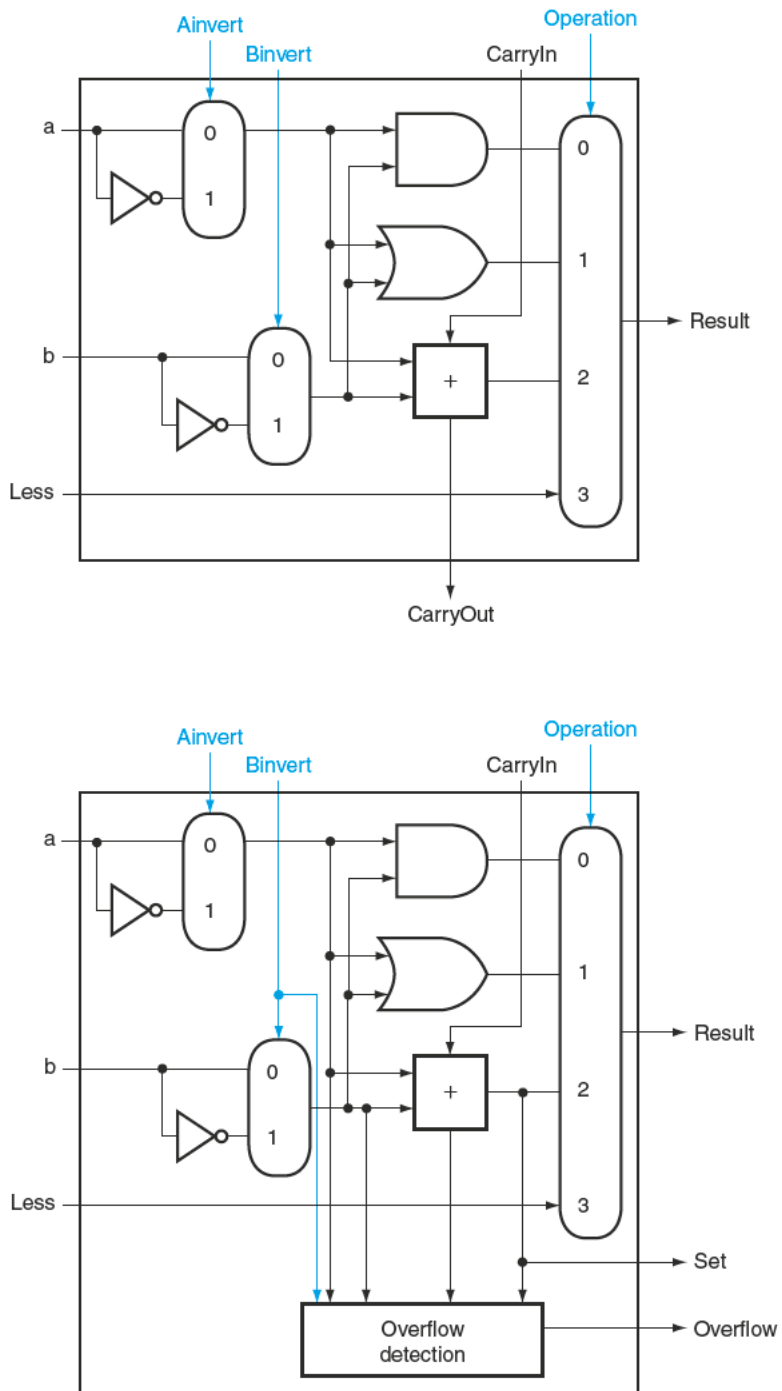 Operation
Ainvert
Binvert
CarryIn
a
0
0
1
1
Result
b
0
2
+
1
Less
3
CarryOut
Operation
Ainvert
Binvert
CarryIn
a
0
0
1
1
Result
b
0
2
+
1
Less
3
Set
Overflow
detection
Overflow